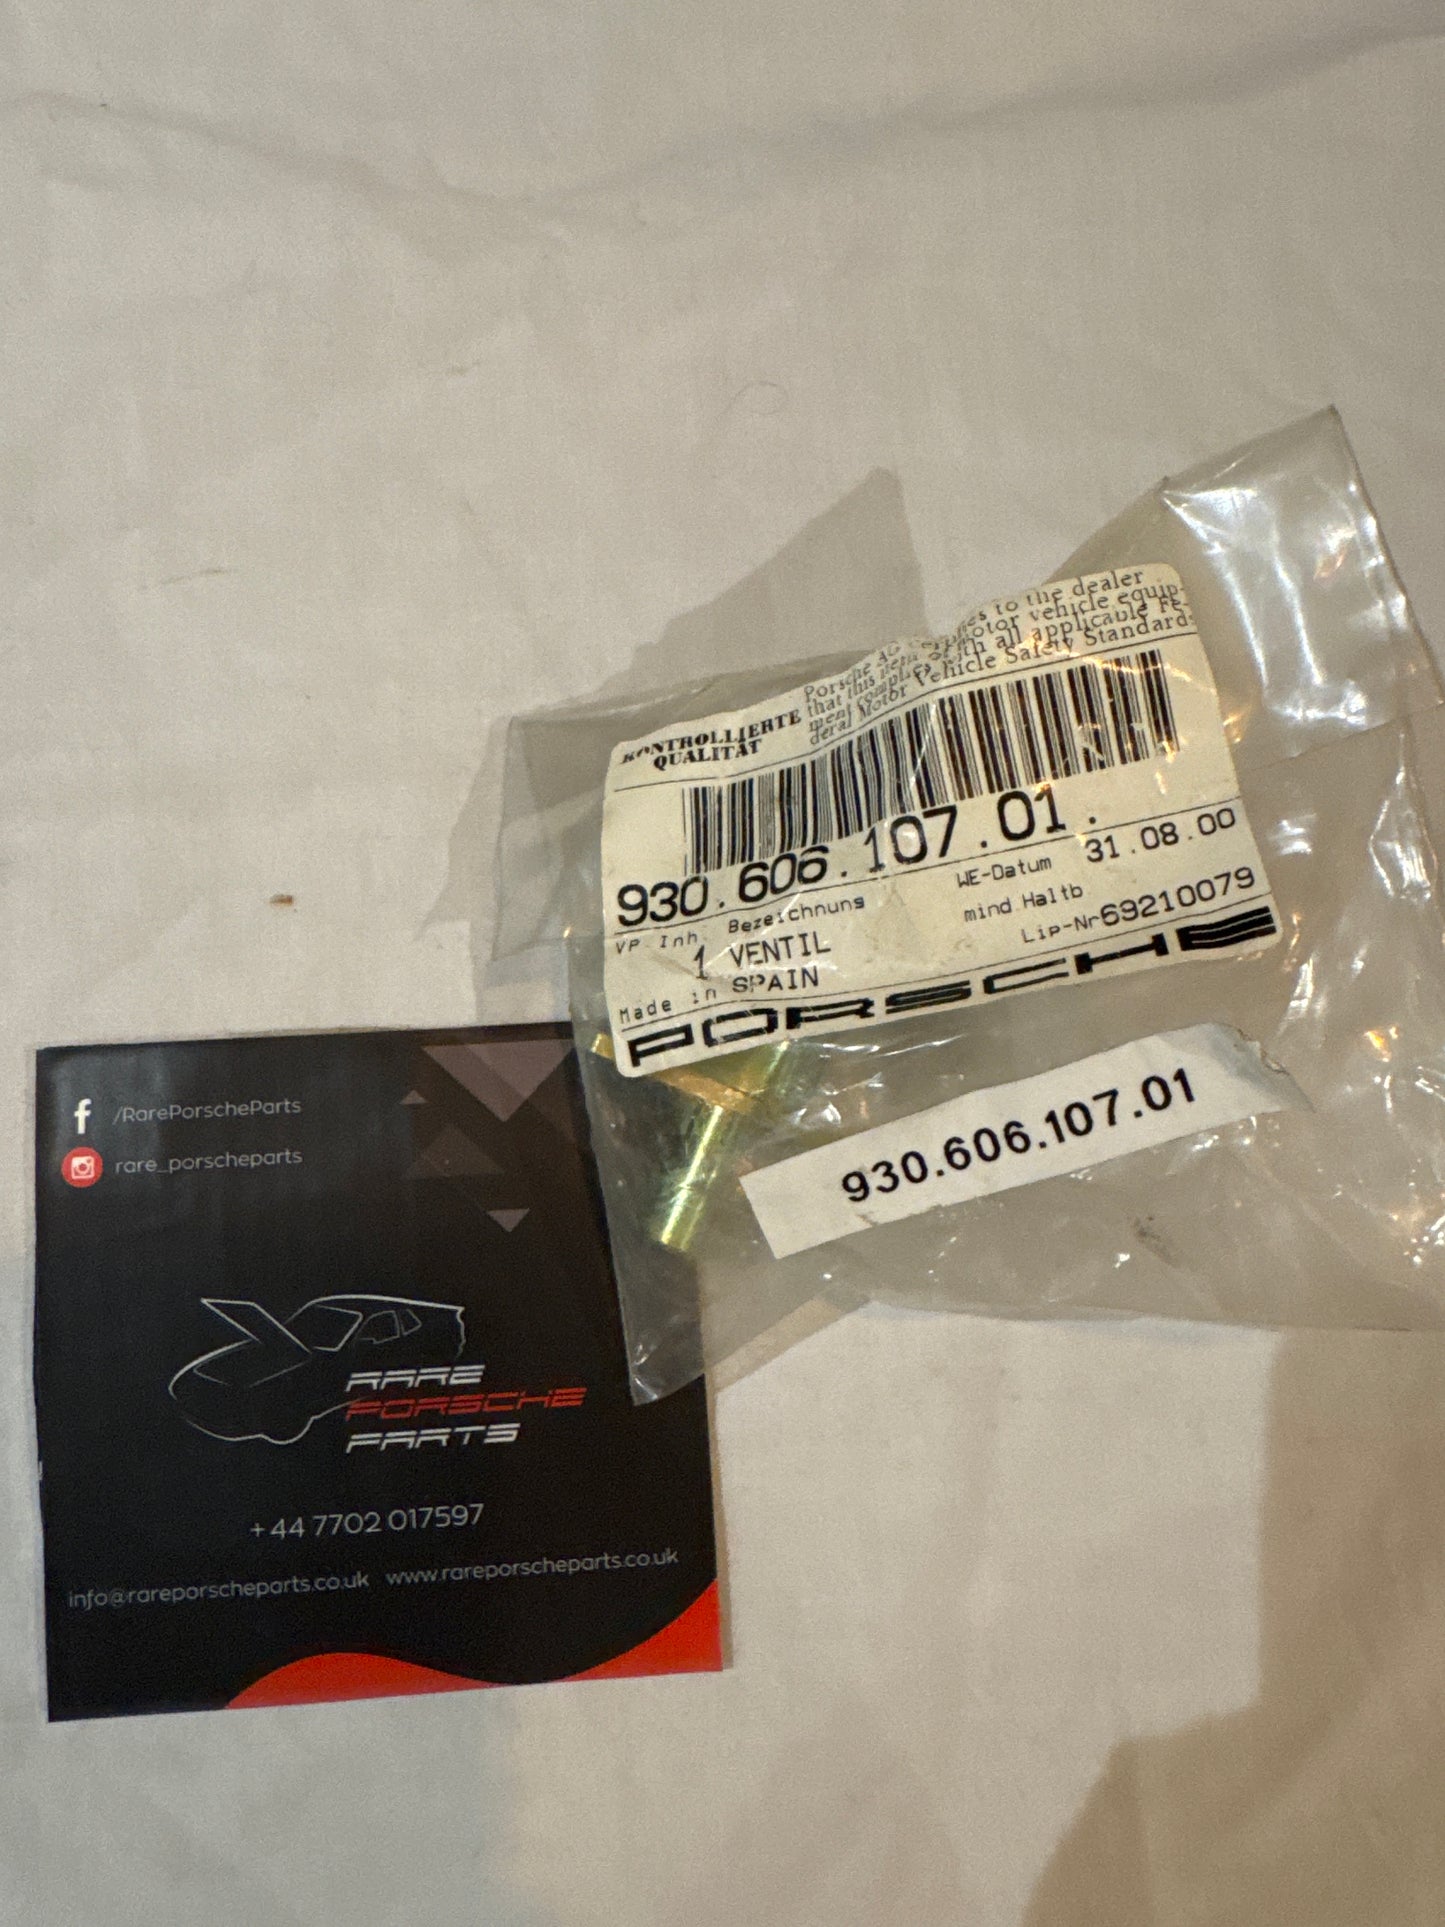 KONTROLLIERTE
QUALITÄT
Porsche AG es to the dealer
that this item motor vehicle equip-
ment complies with all applicable Fe-
deral Motor Vehicle Safety Standards
930.606.107.01.
VP Inh. Bezeichnung WE-Datum 31.08.00
1 VENTIL mind.Haltb
Made in SPAIN Lip-Nr69210079
PORSCHE
930.606.107.01
/RarePorscheParts
rare_porscheparts
RARE
PORSCHE
PARTS
+44 7702 017597
info@rareporscheparts.co.uk www.rareporscheparts.co.uk